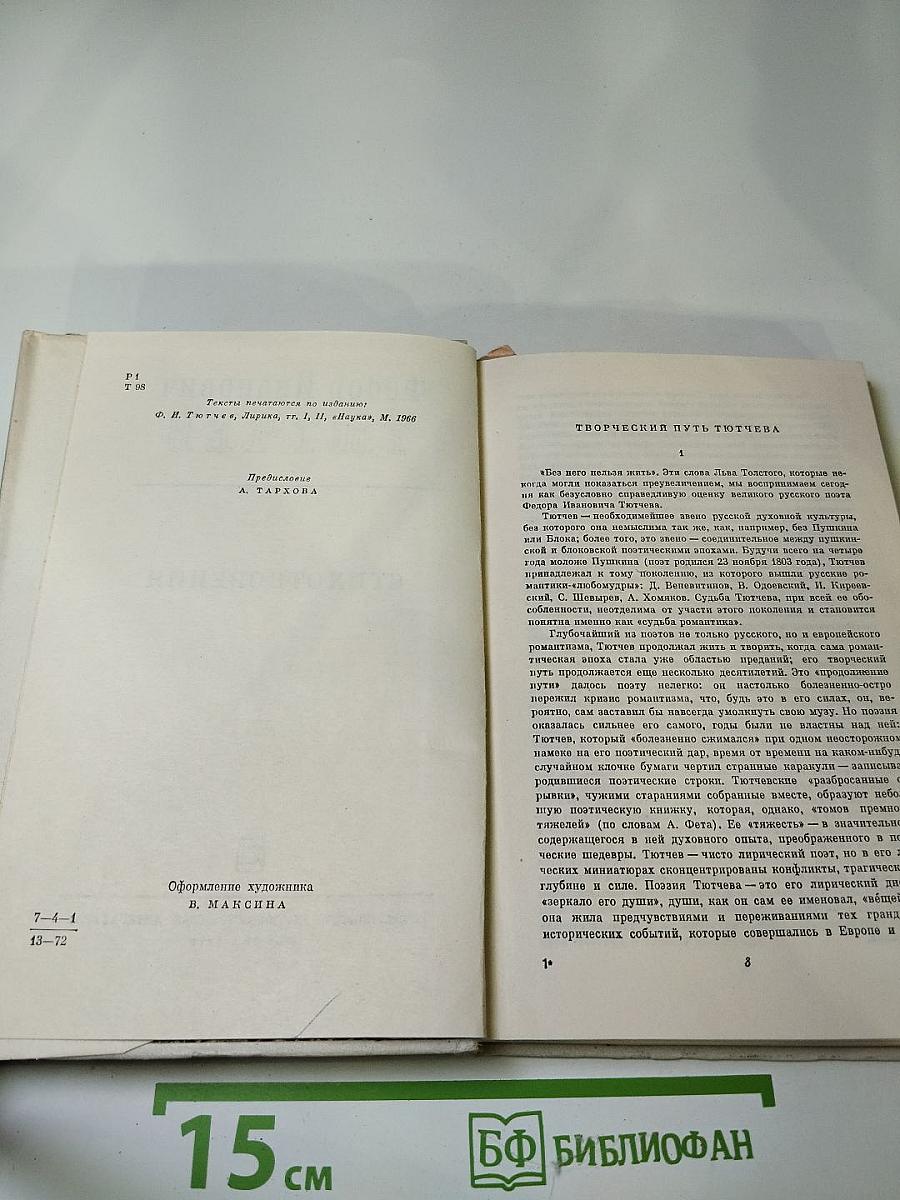 Р1
Т 98
Тексты печатаются по изданию:
Ф. И. Тютчев, Лирика, тт. I, II, «Наука», М. 1966
Предисловие
А. ТАРХОВА
Оформление художника
В. МАКСИНА
7—4—1
13—72
ТВОРЧЕСКИЙ ПУТЬ ТЮТЧЕВА
1
«Без него нельзя жить». Эти слова Льва Толстого, которые не-
когда могли показаться преувеличением, мы воспринимаем сегод-
ня как безусловно справедливую оценку великого русского поэта
Федора Ивановича Тютчева.
Тютчев — необходимейшее звено русской духовной культуры,
без которого она немыслима так же, как, например, без Пушкина
или Блока; более того, это звено — соединительное между пушкин-
ской и блоковской поэтическими эпохами. Будучи всего на четыре
года моложе Пушкина (поэт родился 23 ноября 1803 года), Тютчев
принадлежал к тому поколению, из которого вышли русские ро-
мантики-«любомудры»: Д. Веневитинов, В. Одоевский, И. Киреев-
ский, С. Шевырев, А. Хомяков. Судьба Тютчева, при всей ее обо-
собленности, неотделима от участи этого поколения и становится
понятна именно как «судьба романтика».
Глубочайший из поэтов не только русского, но и европейского
романтизма, Тютчев продолжал жить и творить, когда сама роман-
тическая эпоха стала уже областью преданий; его творческий
путь продолжается еще несколько десятилетий. Это «продолжение
пути» далось поэту нелегко: он настолько болезненно-остро
пережил кризис романтизма, что, будь это в его силах, он, ве-
роятно, сам заставил бы навсегда умолкнуть свою музу. Но поэзия
оказалась сильнее его самого, годы были не властны над ней:
Тютчев, который «болезненно сжимался» при одном неосторожном
намеке на его поэтический дар, время от времени на каком-нибуд
случайном клочке бумаги чертил странные каракули — записыва
родившиеся поэтические строки. Тютчевские «разбросанные
рывки», чужими стараниями собранные вместе, образуют небол
шую поэтическую книжку, которая, однако, «томов премно
тяжелей» (по словам А. Фета). Ее «тяжесть» — в значительно
содержащегося в ней духовного опыта, преображенного в по
ческие шедевры. Тютчев — чисто лирический поэт, но в его л
ческих миниатюрах сконцентрированы конфликты, трагическ
глубине и силе. Поэзия Тютчева — это его лирический дн
«зеркало его души», души, как он сам ее именовал, «ве́щей
она жила предчувствиями и переживаниями тех гранд
исторических событий, которые совершались в Европе и
1*
3
15 см
БФ БИБЛИОФАН